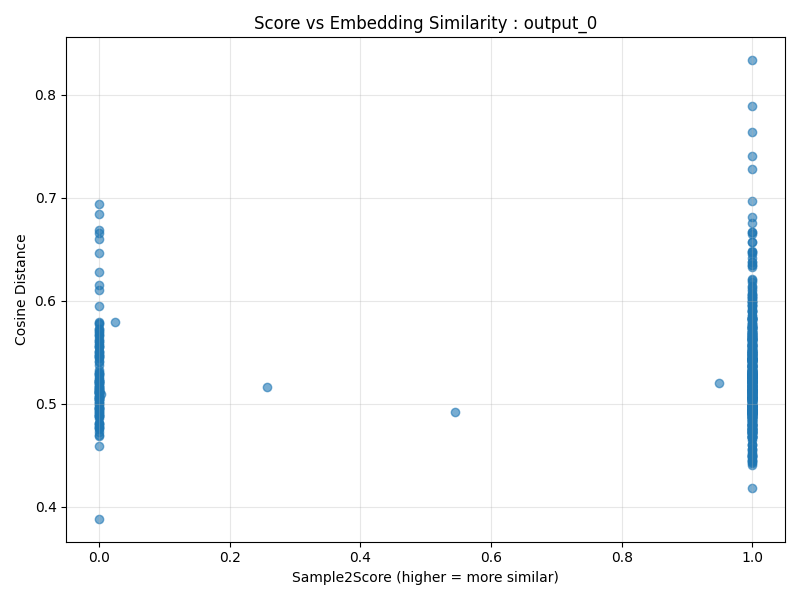 Score vs Embedding Similarity : output_0
Cosine Distance
0.8
0.7
0.6
0.5
0.4
0.0 0.2 0.4 0.6 0.8 1.0
Sample2Score (higher = more similar)